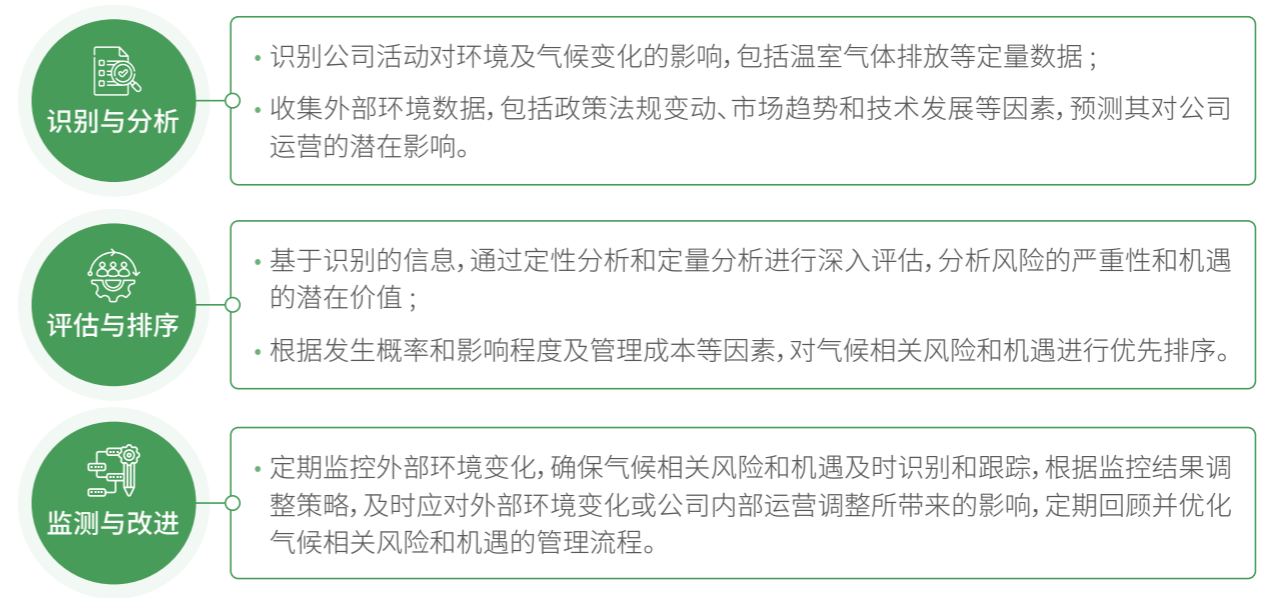 识别与分析
• 识别公司活动对环境及气候变化的影响，包括温室气体排放等定量数据；
• 收集外部环境数据，包括政策法规变动、市场趋势和技术发展等因素，预测其对公司
运营的潜在影响。
评估与排序
• 基于识别的信息，通过定性分析和定量分析进行深入评估，分析风险的严重性和机遇
的潜在价值；
• 根据发生概率和影响程度及管理成本等因素，对气候相关风险和机遇进行优先排序。
监测与改进
• 定期监控外部环境变化，确保气候相关风险和机遇及时识别和跟踪，根据监控结果调
整策略，及时应对外部环境变化或公司内部运营调整所带来的影响，定期回顾并优化
气候相关风险和机遇的管理流程。